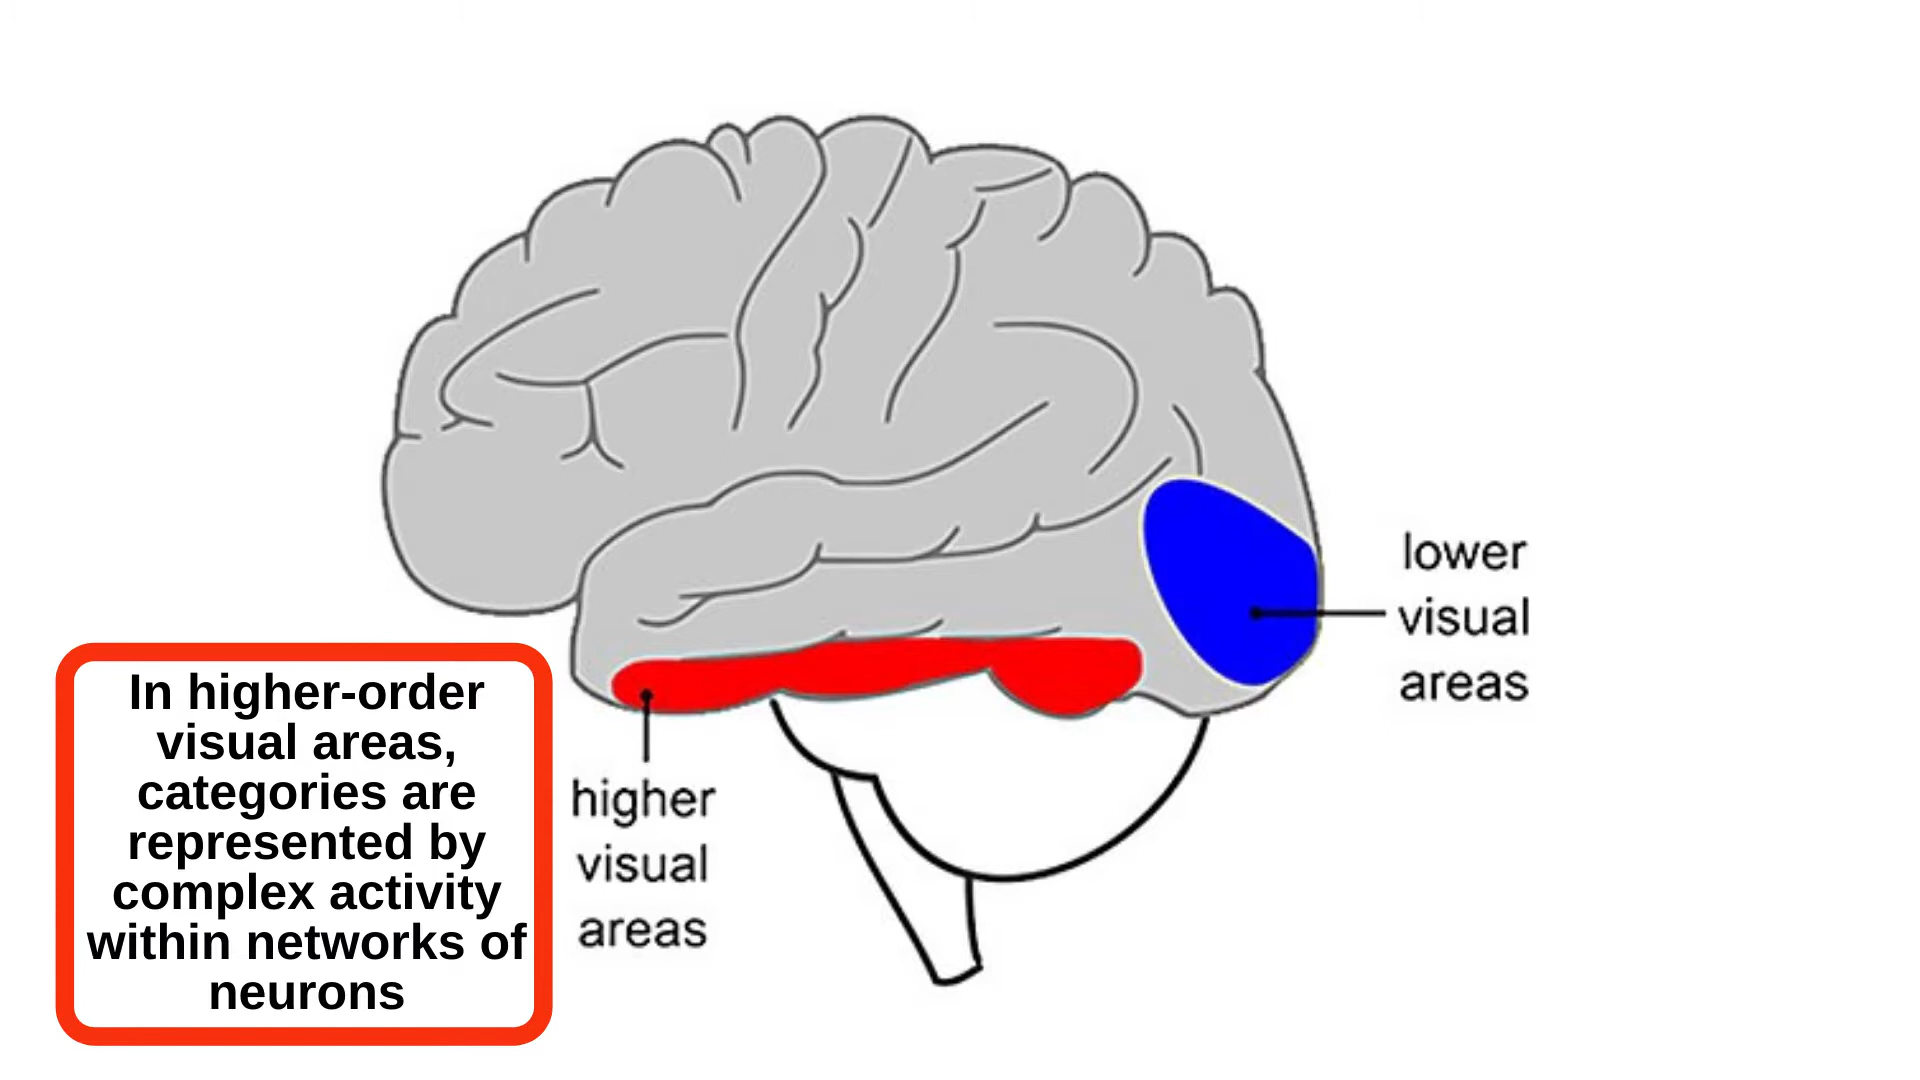 In higher-order
visual areas,
categories are
represented by
complex activity
within networks of
neurons
higher
visual
areas
lower
visual
areas